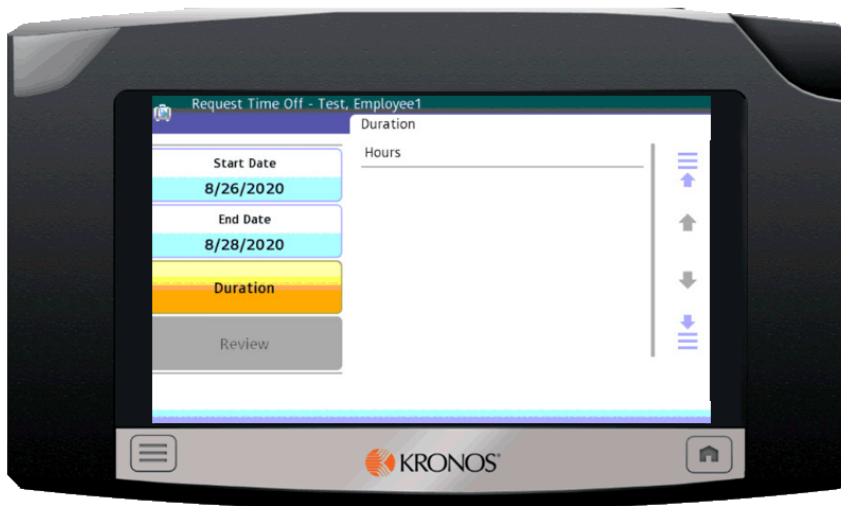 Request Time Off - Test, Employee1
Duration
Hours
Start Date
8/26/2020
End Date
8/28/2020
Duration
Review
KRONOS